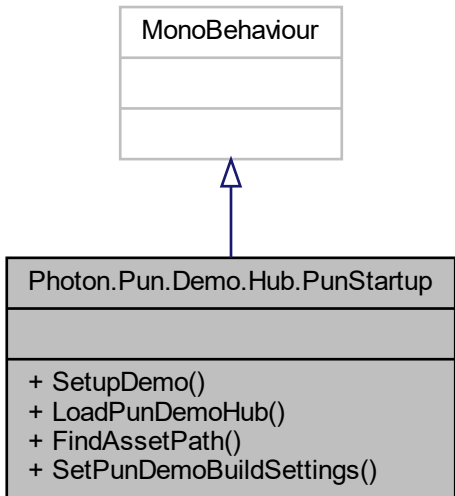 MonoBehaviour
Photon.Pun.Demo.Hub.PunStartup
+ SetupDemo()
+ LoadPunDemoHub()
+ FindAssetPath()
+ SetPunDemoBuildSettings()